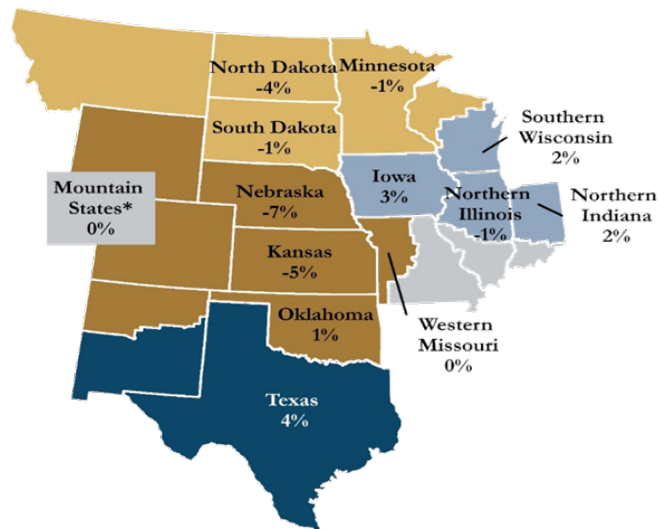 North Dakota
-4%
Minnesota
-1%
South Dakota
-1%
Southern
Wisconsin
2%
Mountain
States*
0%
Nebraska
-7%
Iowa
3%
Northern
Illinois
-1%
Northern
Indiana
2%
Kansas
-5%
Oklahoma
1%
Western
Missouri
0%
Texas
4%